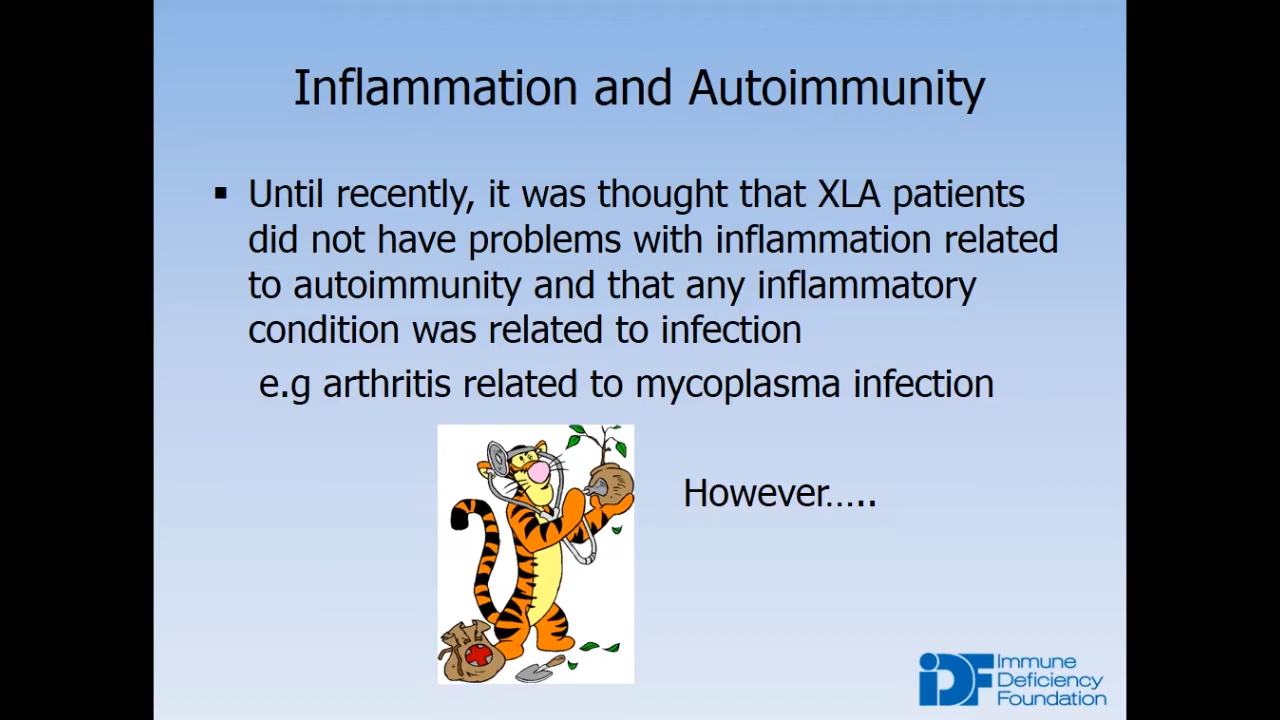 Inflammation and Autoimmunity
▪ Until recently, it was thought that XLA patients
did not have problems with inflammation related
to autoimmunity and that any inflammatory
condition was related to infection
e.g arthritis related to mycoplasma infection
However…..
IDF Immune
Deficiency
Foundation